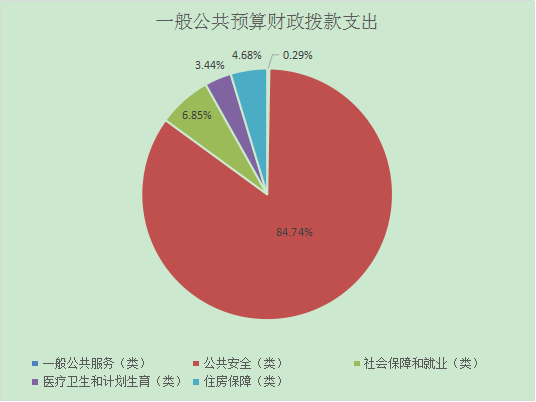 一般公共预算财政拨款支出
4.68%
0.29%
3.44%
6.85%
84.74%
一般公共服务（类） 公共安全（类） 社会保障和就业（类）
医疗卫生和计划生育（类） 住房保障（类）